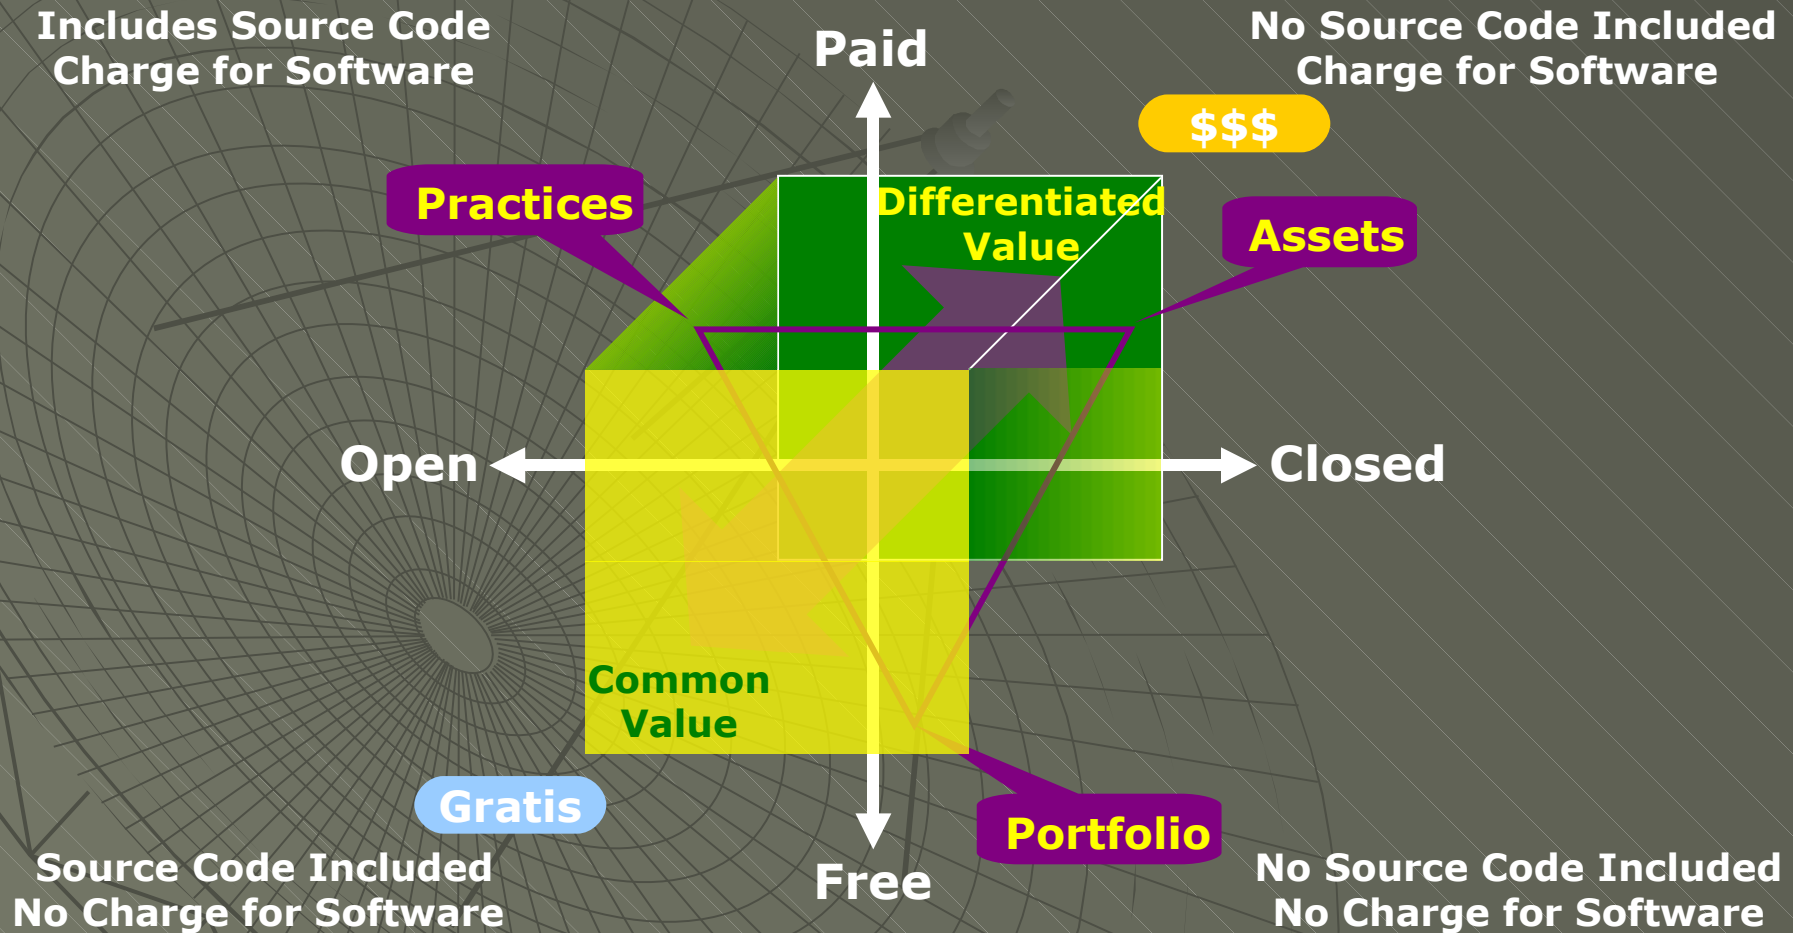 Includes Source Code
Charge for Software
Paid
No Source Code Included
Charge for Software
$$$
Practices
Differentiated
Value
Assets
Open
Closed
Common
Value
Gratis
Portfolio
Source Code Included
No Charge for Software
Free
No Source Code Included
No Charge for Software